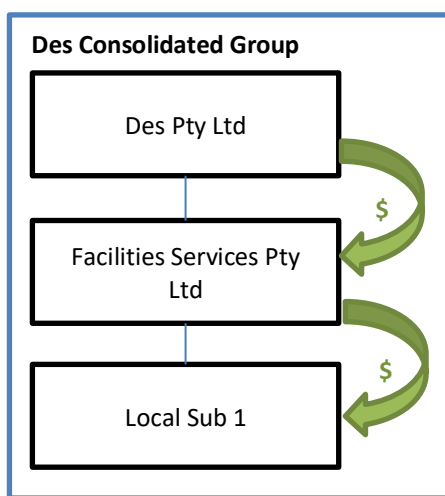 Des Consolidated Group
Des Pty Ltd
$
Facilities Services Pty
Ltd
$
Local Sub 1